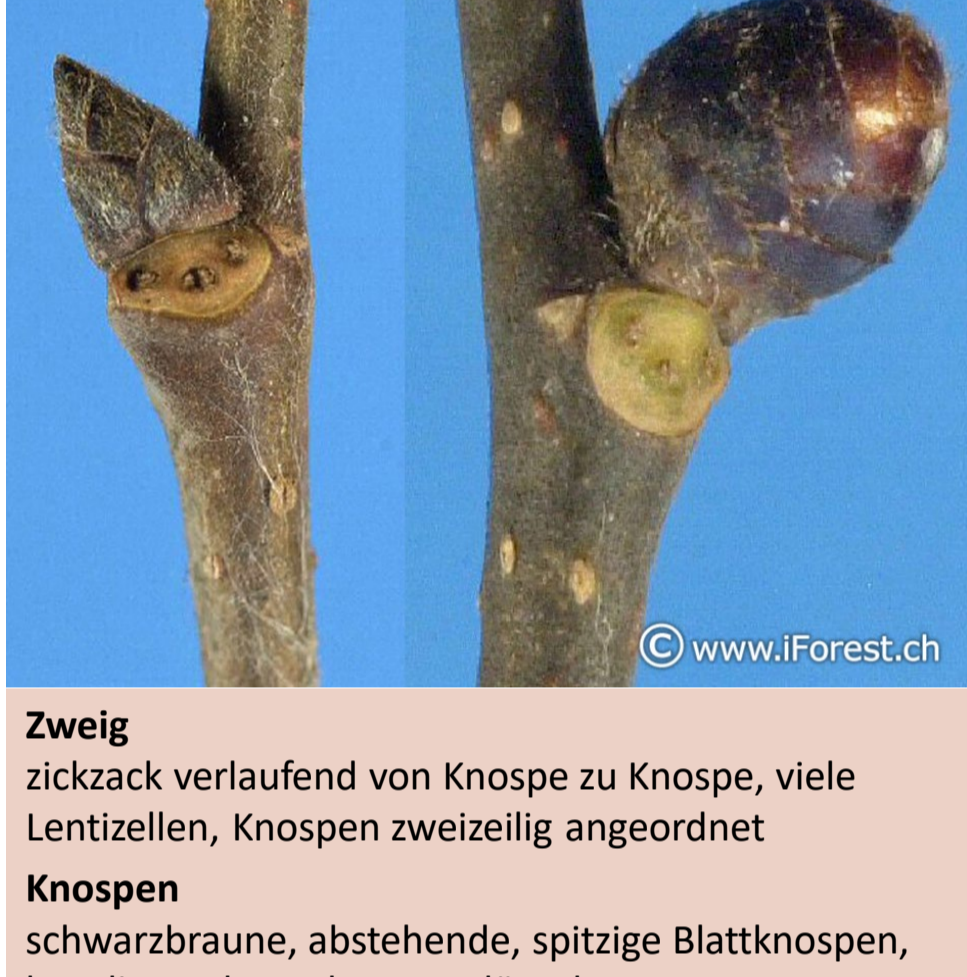 © www.iForest.ch
Zweig
zickzack verlaufend von Knospe zu Knospe, viele
Lentizellen, Knospen zweizeilig angeordnet
Knospen
schwarzbraune, abstehende, spitzige Blattknospen,